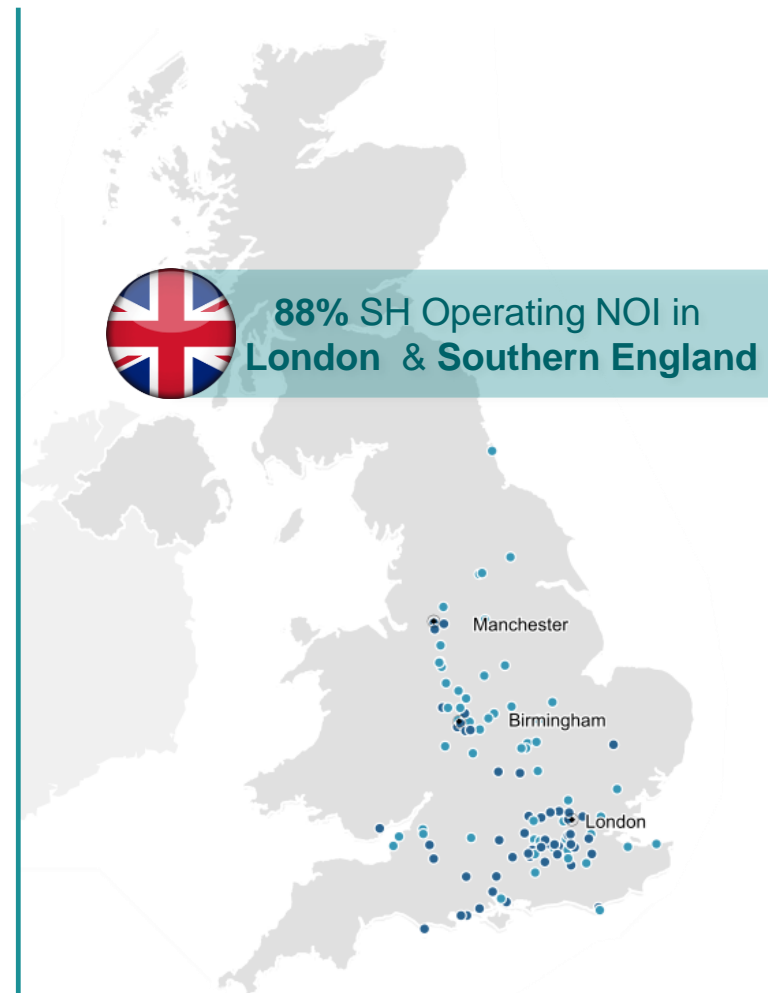 88% SH Operating NOI in
London & Southern England
Manchester
Birmingham
London